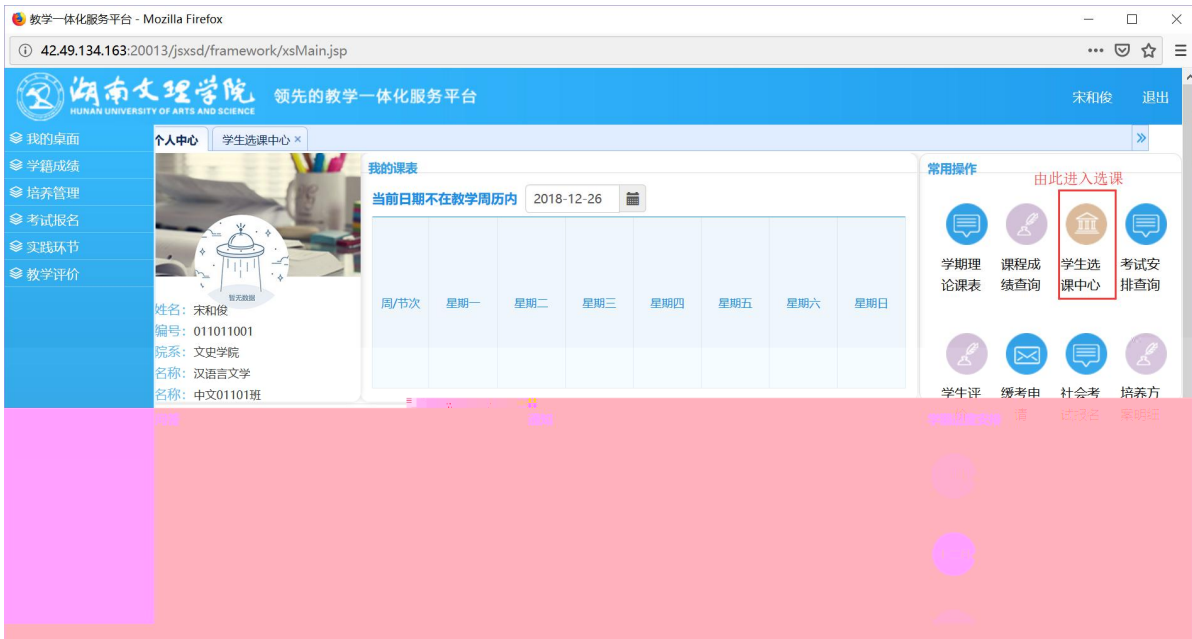 教学一体化服务平台 - Mozilla Firefox
42.49.134.163:20013/jsxsd/framework/xsMain.jsp
湖南文理学院
HUNAN UNIVERSITY OF ARTS AND SCIENCE
领先的教学一体化服务平台
宋和俊 退出
我的桌面
学籍成绩
培养管理
考试报名
实践环节
教学评价
个人中心 学生选课中心 ×
暂无数据
姓名：宋和俊
编号：011011001
院系：文史学院
名称：汉语言文学
名称：中文01101班
我的课表
当前日期不在教学周历内 2018-12-26
周/节次 星期一 星期二 星期三 星期四 星期五 星期六 星期日
常用操作
由此进入选课
学期理论课表
课程成绩查询
学生选课中心
考试安排查询
学生评
缓考申请
社会考试报名
培养方案明细